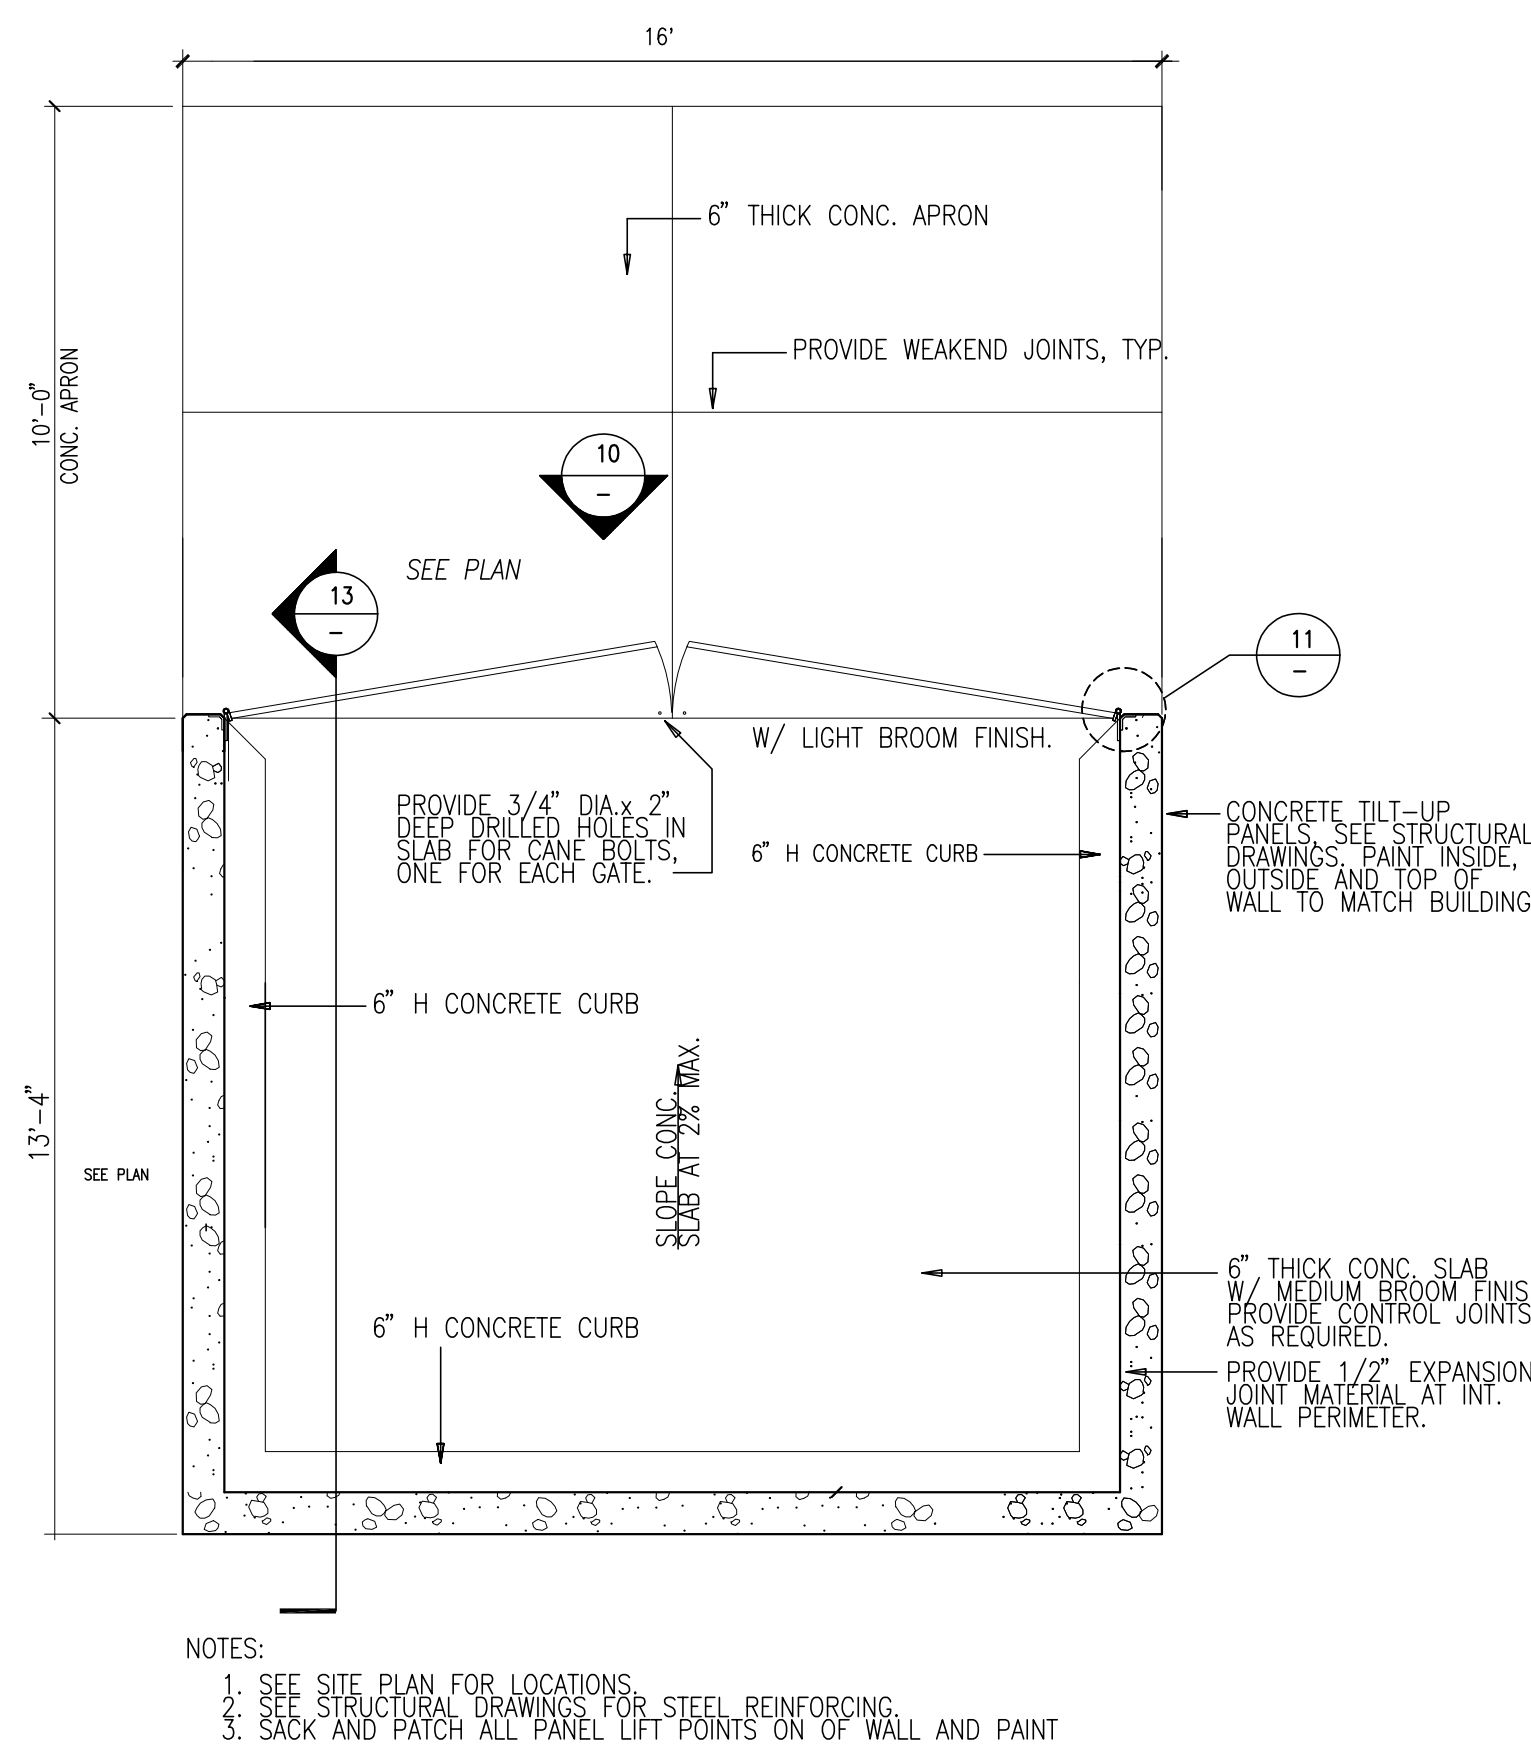 16'
6" THICK CONC. APRON
PROVIDE WEAKEND JOINTS, TYP.
10'-0"
CONC. APRON
10
-
SEE PLAN
13
-
11
-
W/ LIGHT BROOM FINISH.
PROVIDE 3/4" DIA.x 2"
DEEP DRILLED HOLES IN
SLAB FOR CANE BOLTS,
ONE FOR EACH GATE.
6" H CONCRETE CURB
CONCRETE TILT-UP
PANELS, SEE STRUCTURAL
DRAWINGS. PAINT INSIDE,
OUTSIDE AND TOP OF
WALL TO MATCH BUILDING
6" H CONCRETE CURB
SLOPE CONC.
SLAB AT 2% MAX.
13'-4"
SEE PLAN
6" THICK CONC. SLAB
W/ MEDIUM BROOM FINIS
PROVIDE CONTROL JOINTS
AS REQUIRED.
6" H CONCRETE CURB
PROVIDE 1/2" EXPANSION
JOINT MATERIAL AT INT.
WALL PERIMETER.
NOTES:
1. SEE SITE PLAN FOR LOCATIONS.
2. SEE STRUCTURAL DRAWINGS FOR STEEL REINFORCING.
3. SACK AND PATCH ALL PANEL LIFT POINTS ON OF WALL AND PAINT